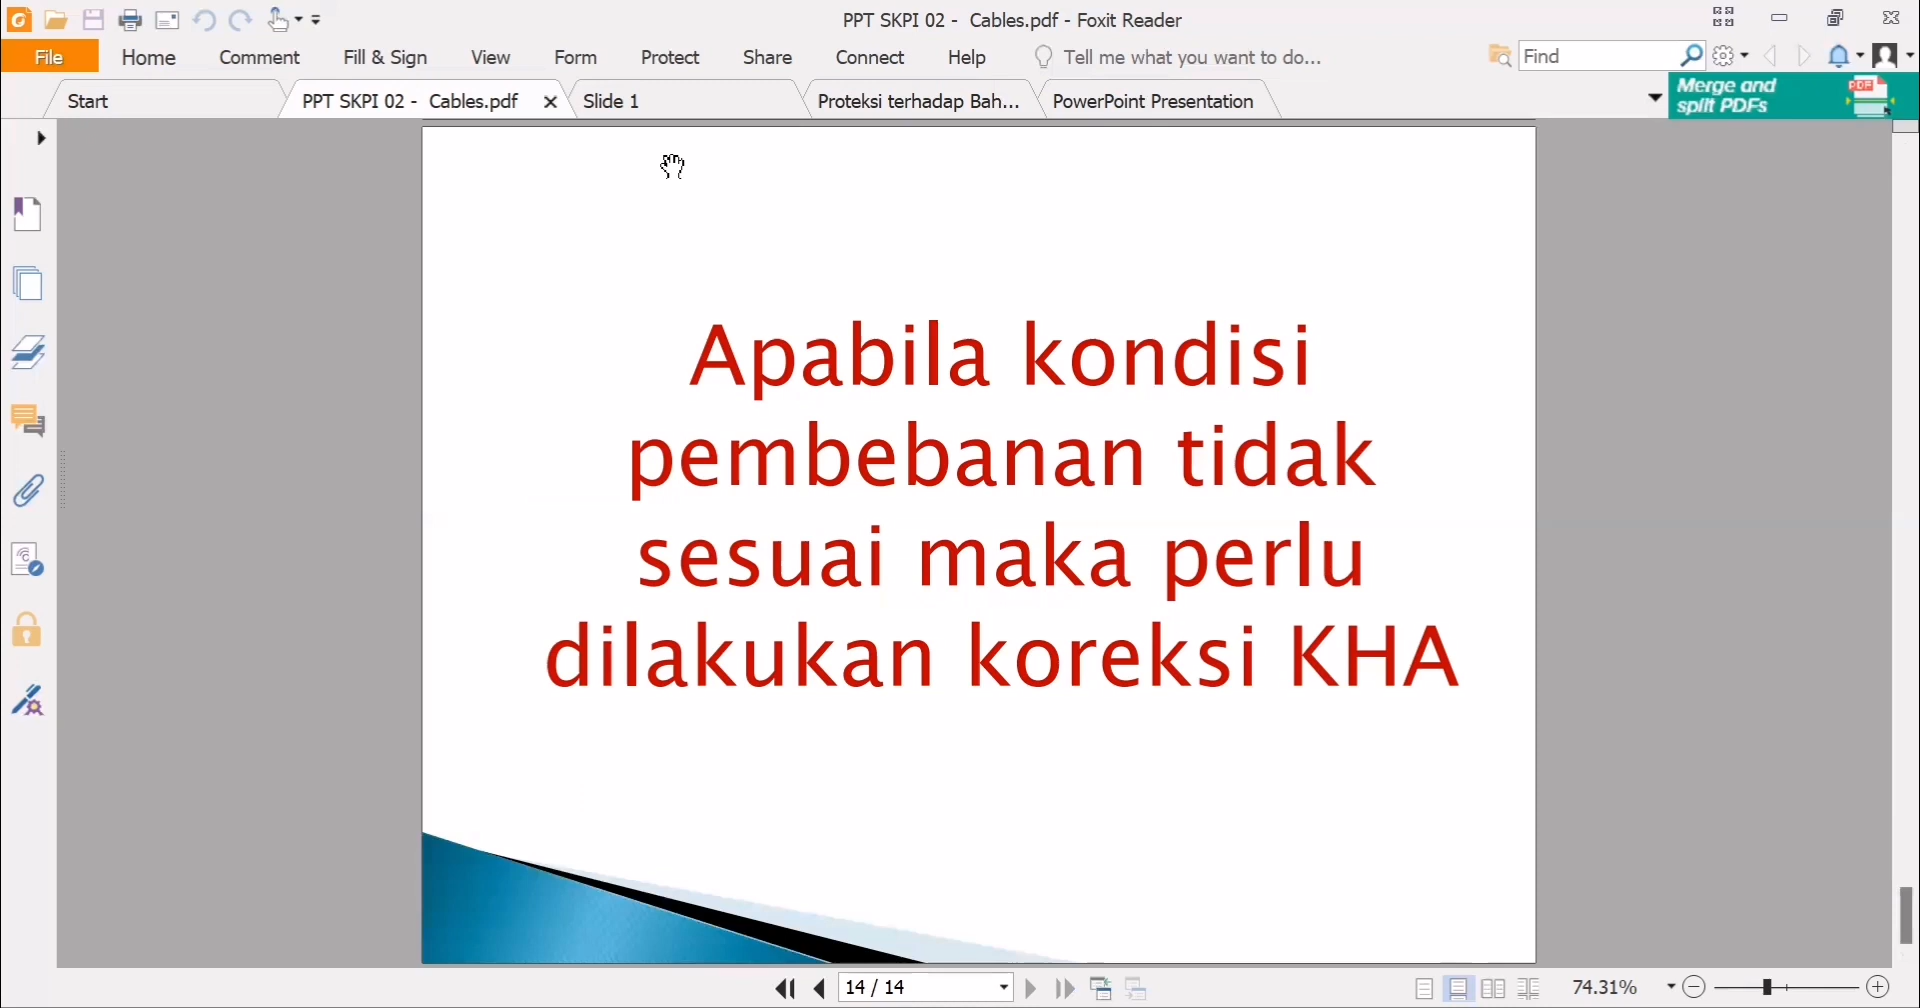 PPT SKPI 02 - Cables.pdf - Foxit Reader
File Home Comment Fill & Sign View Form Protect Share Connect Help Tell me what you want to do... Find
Start PPT SKPI 02 - Cables.pdf Slide 1 Proteksi terhadap Bah... PowerPoint Presentation
Merge and
split PDFs
PDF
Apabila kondisi
pembebanan tidak
sesuai maka perlu
dilakukan koreksi KHA
14 / 14
74.31%